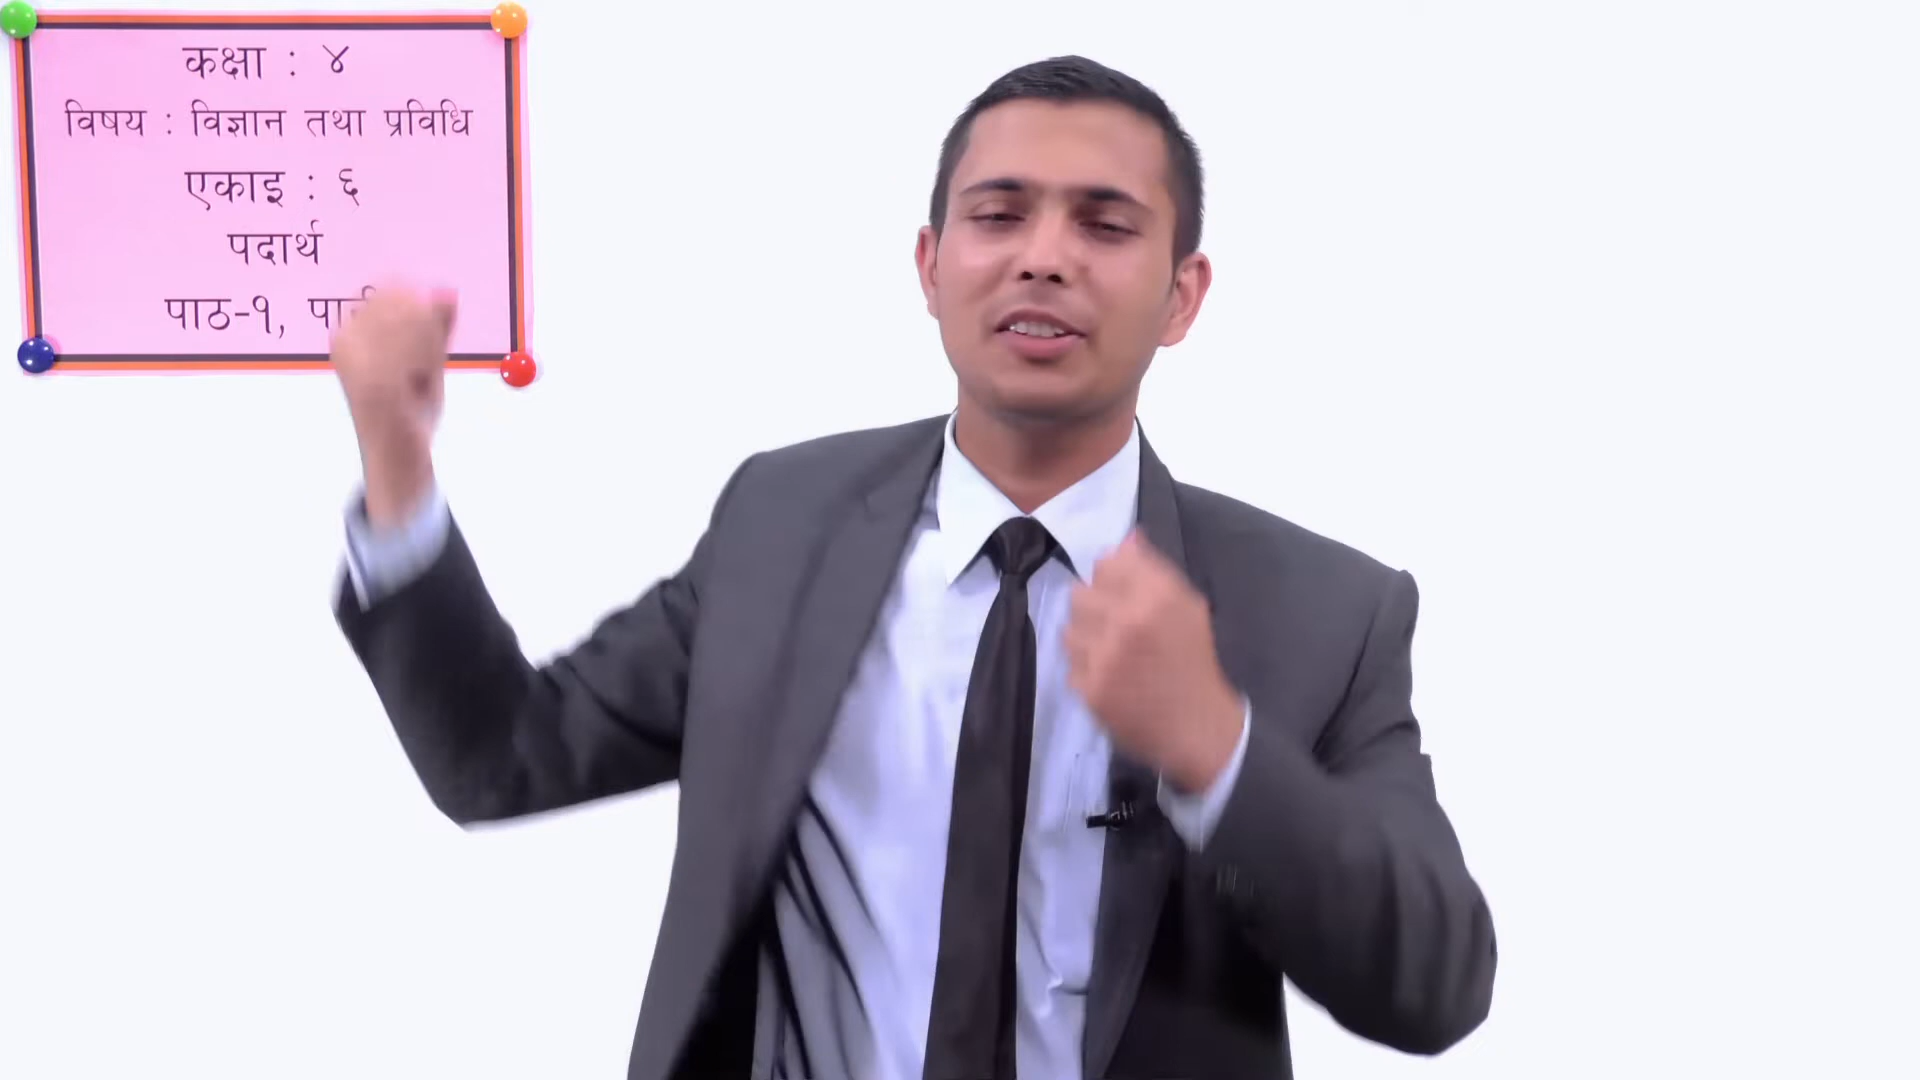 कक्षा : ४
विषय : विज्ञान तथा प्रविधि
एकाइ : ६
पदार्थ
पाठ-१,